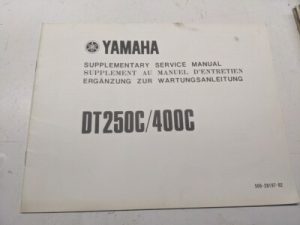 YAMAHA
SUPPLEMENTARY SERVICE MANUAL
SUPPLEMENT AU MANUEL D'ENTRETIEN
ERGÄNZUNG ZUR WARTUNGSANLEITUNG
DT250C/400C